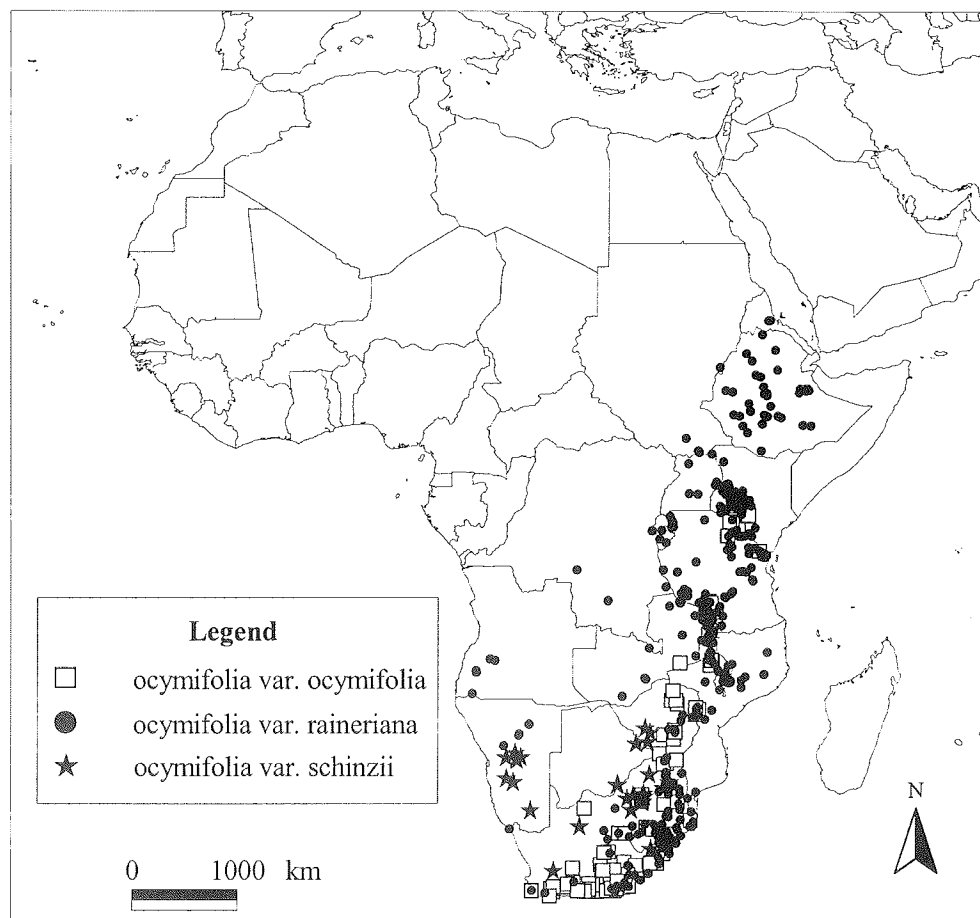 Legend
ocymifolia var. ocymifolia
ocymifolia var. raineriana
ocymifolia var. schinzii
N
0 1000 km